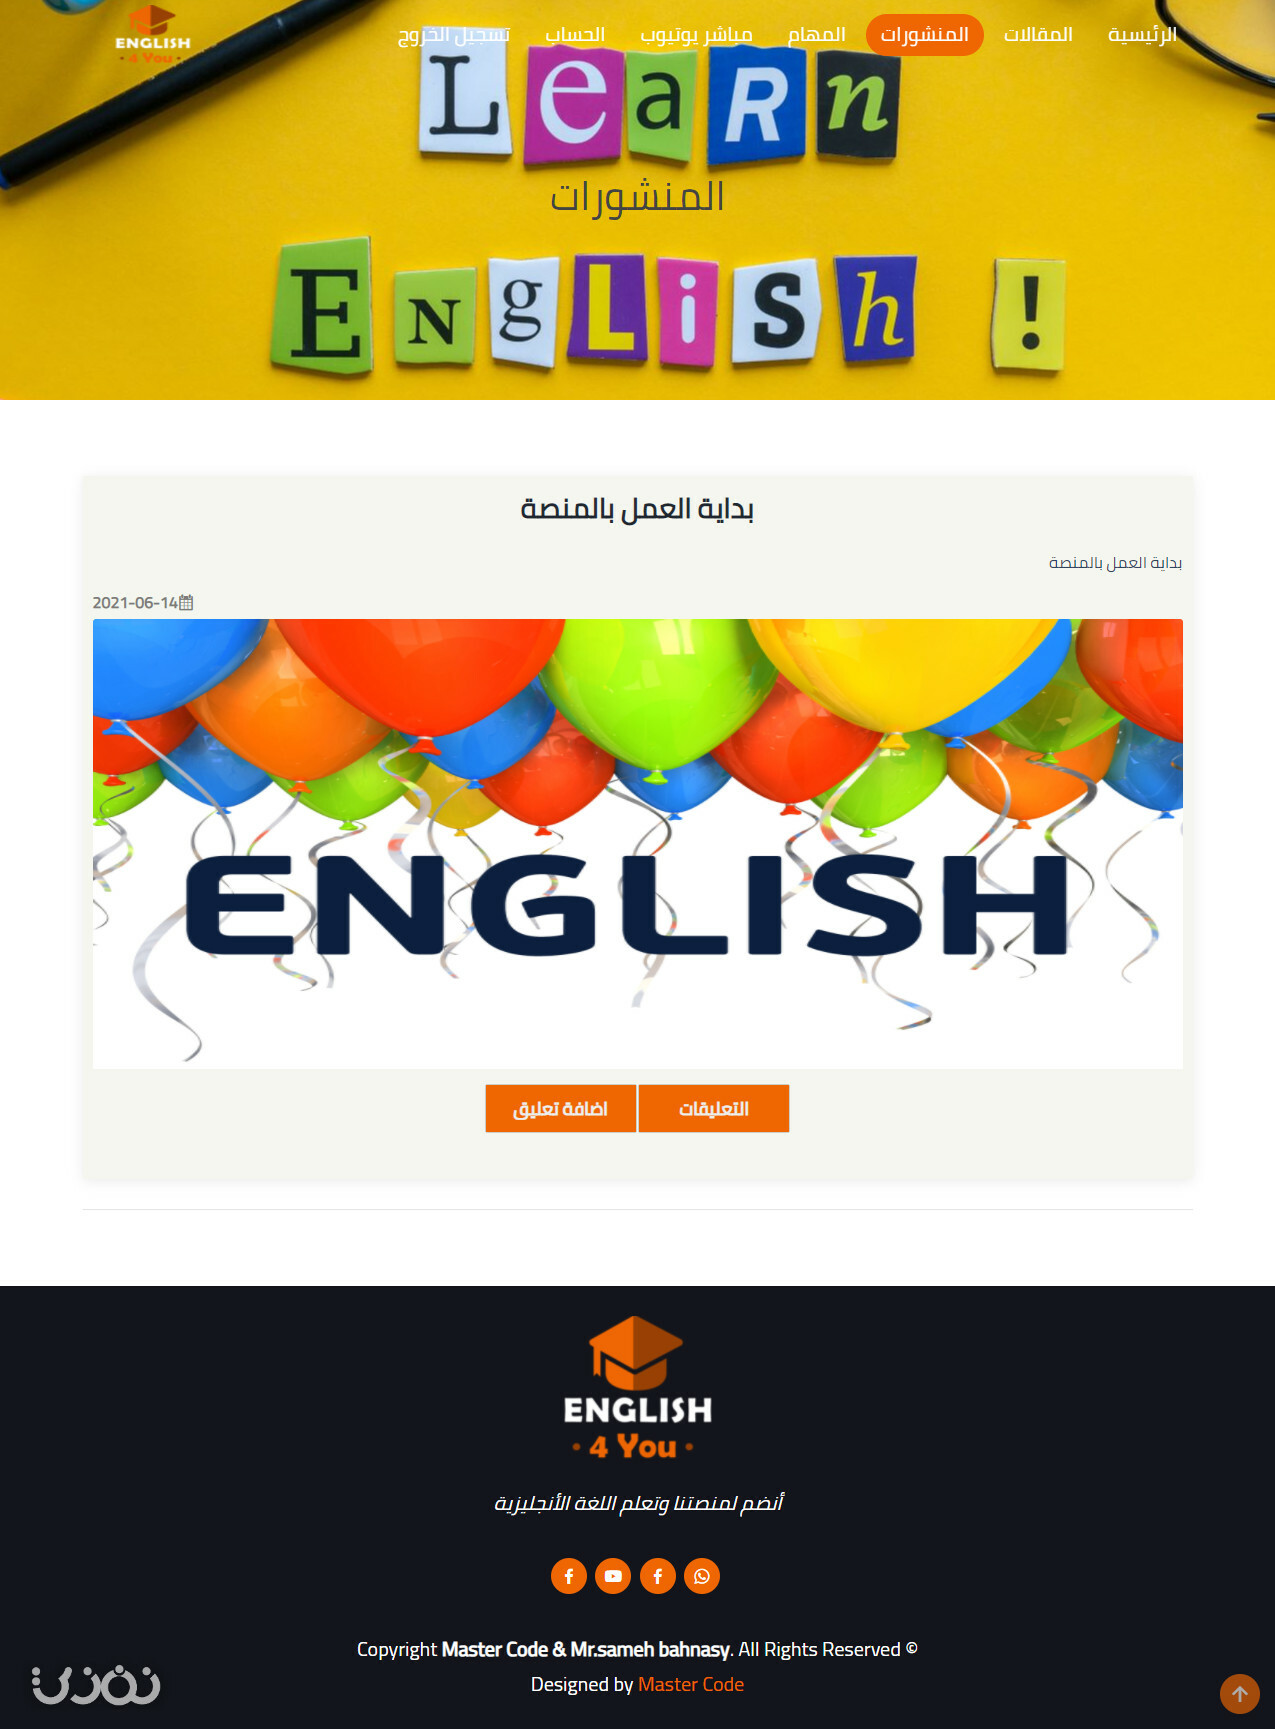 الرئيسية
المقالات
المنشورات
المهام
مباشر يوتيوب
الحساب
تسجيل الخروج
ENGLISH
• 4 You •
Learn
المنشورات
English !
بداية العمل بالمنصة
بداية العمل بالمنصة
2021-06-14
ENGLISH
التعليقات
اضافة تعليق
ENGLISH
• 4 You •
أنضم لمنصتنا وتعلم اللغة الأنجليزية
Copyright Master Code & Mr.sameh bahnasy. All Rights Reserved ©
Designed by Master Code